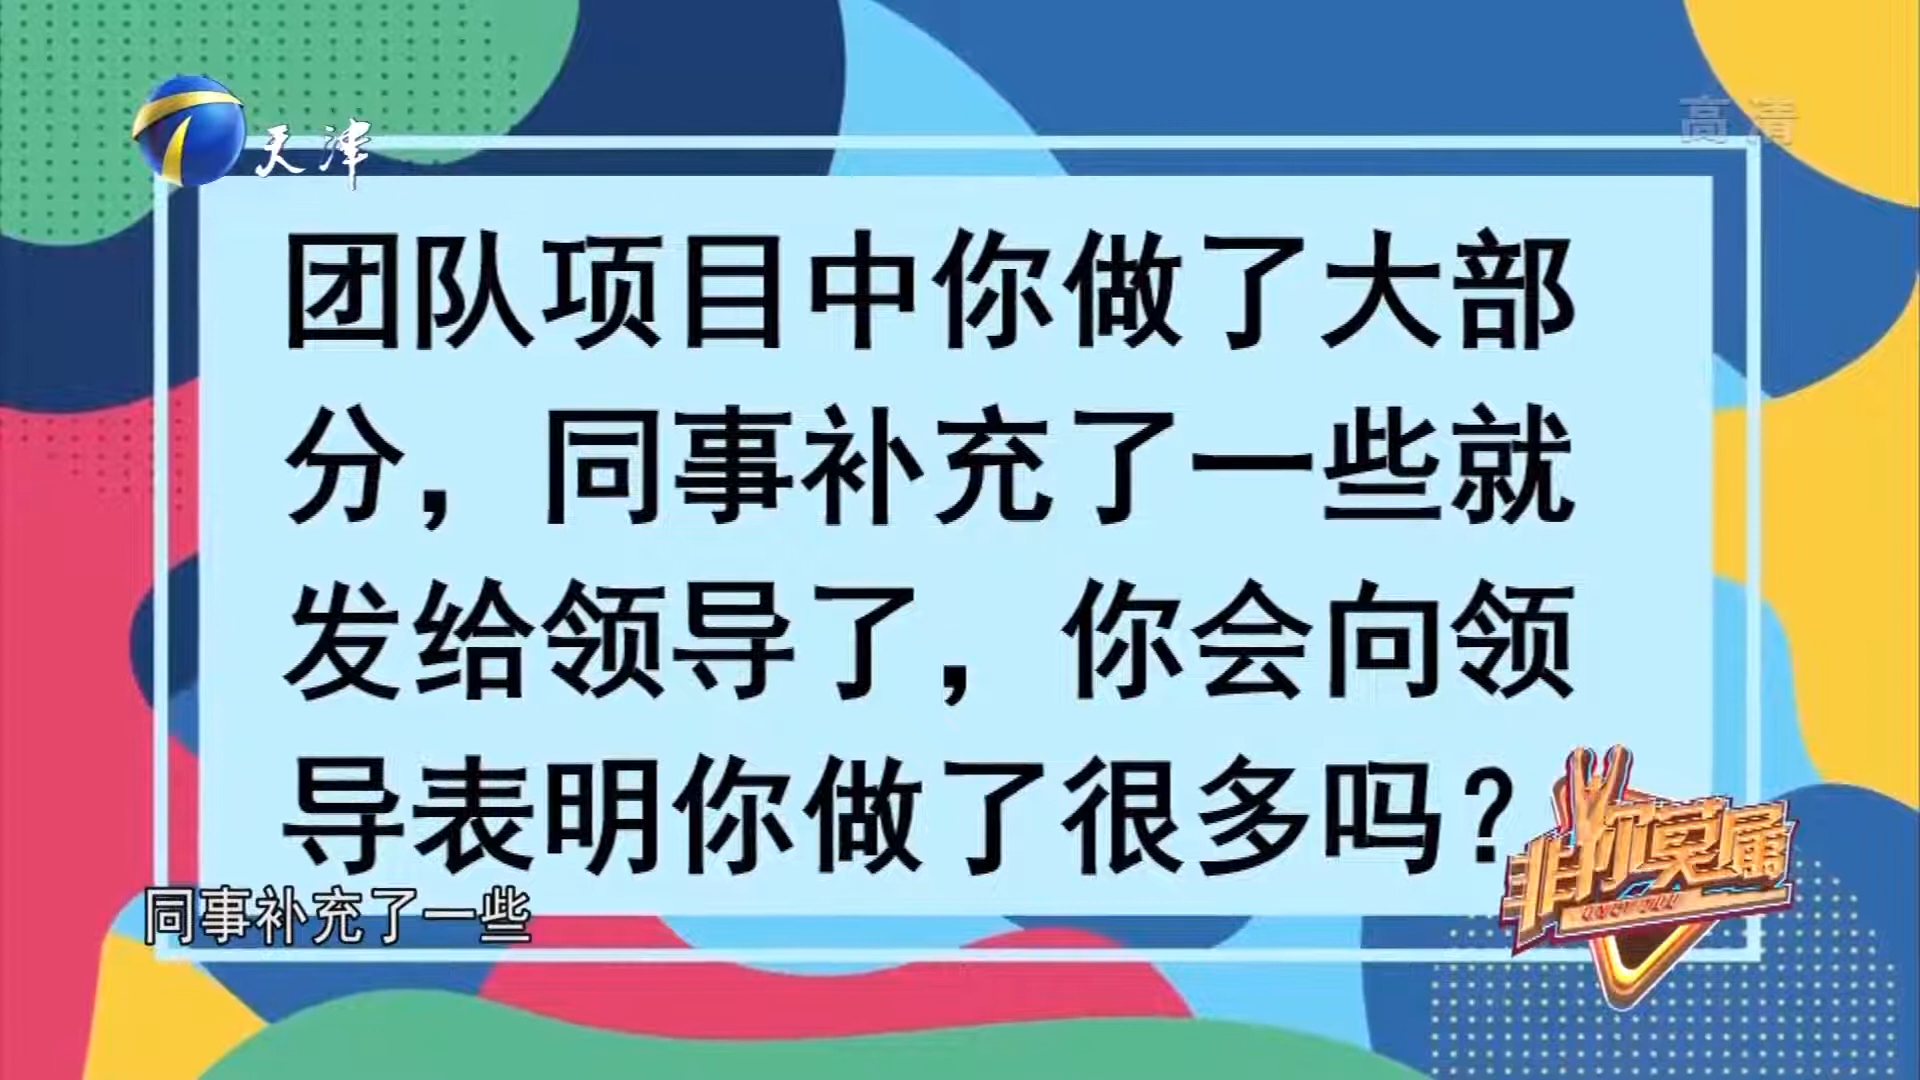 天津
高清
团队项目中你做了大部
分，同事补充了一些就
发给领导了，你会向领
导表明你做了很多吗？
非你莫属
ONLY YOU
同事补充了一些